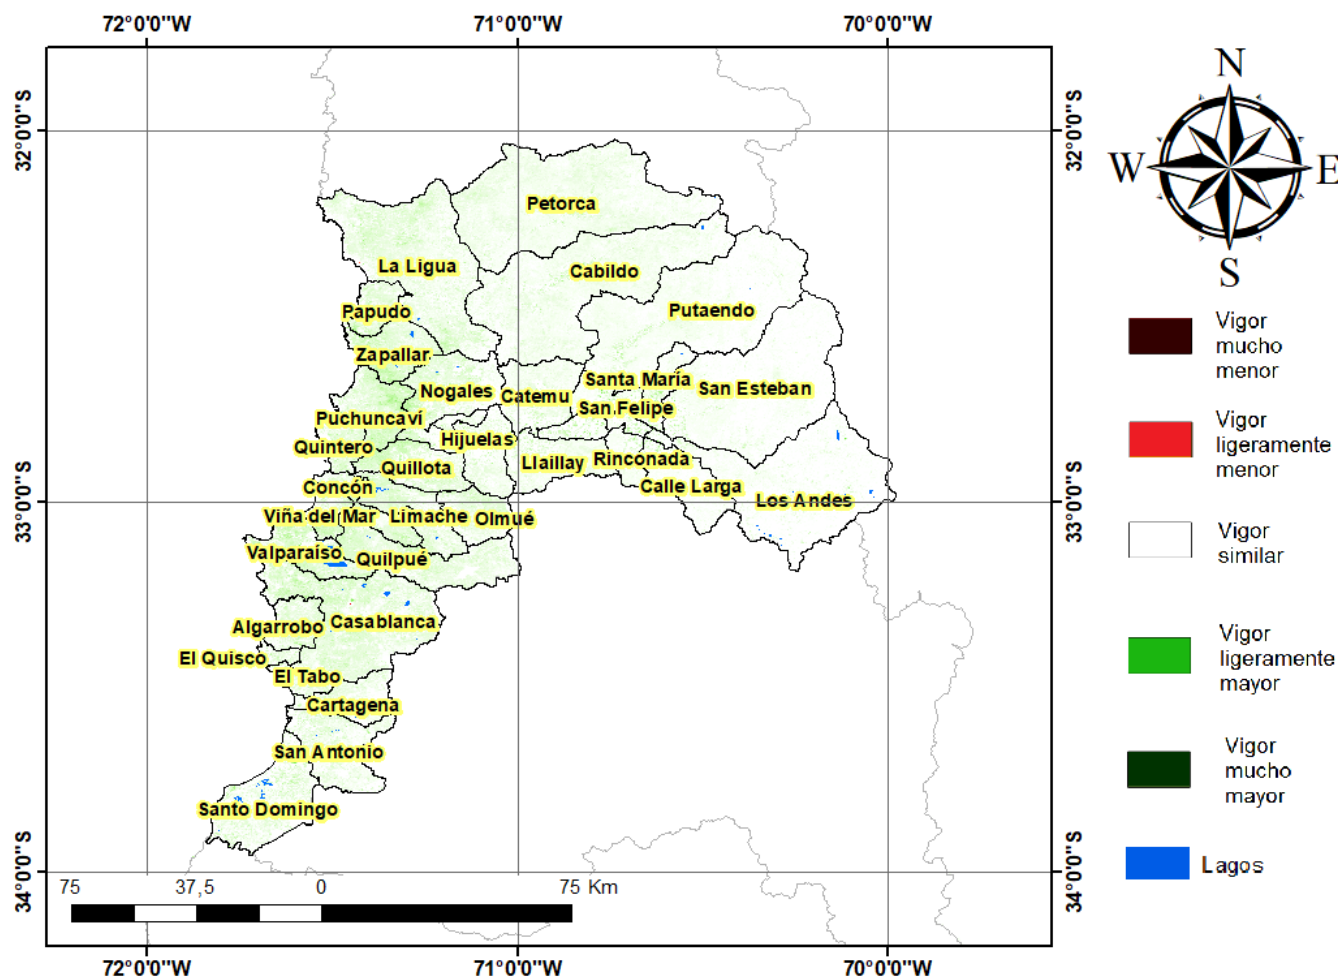 72°0'0"W
71°0'0"W
70°0'0"W
32°0'0"S
32°0'0"S
33°0'0"S
33°0'0"S
34°0'0"S
34°0'0"S
N
W
E
S
Petorca
La Ligua
Cabildo
Papudo
Putaendo
Zapallar
Nogales
Catemu
Santa María
San Esteban
San Felipe
Puchuncaví
Hijuelas
Quintero
Quillota
Llaillay
Rinconada
Concón
Calle Larga
Los Andes
Viña del Mar
Limache
Olmué
Valparaíso
Quilpué
Casablanca
Algarrobo
El Quisco
El Tabo
Cartagena
San Antonio
Santo Domingo
Vigor
mucho
menor
Vigor
ligeramente
menor
Vigor
similar
Vigor
ligeramente
mayor
Vigor
mucho
mayor
Lagos
75
37,5
0
75 Km
72°0'0"W
71°0'0"W
70°0'0"W